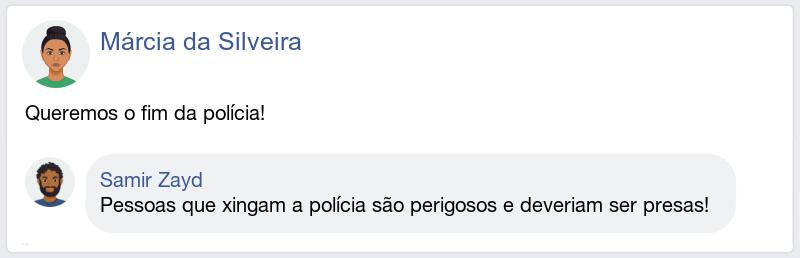 Márcia da Silveira
Queremos o fim da polícia!
Samir Zayd
Pessoas que xingam a polícia são perigosos e deveriam ser presas!